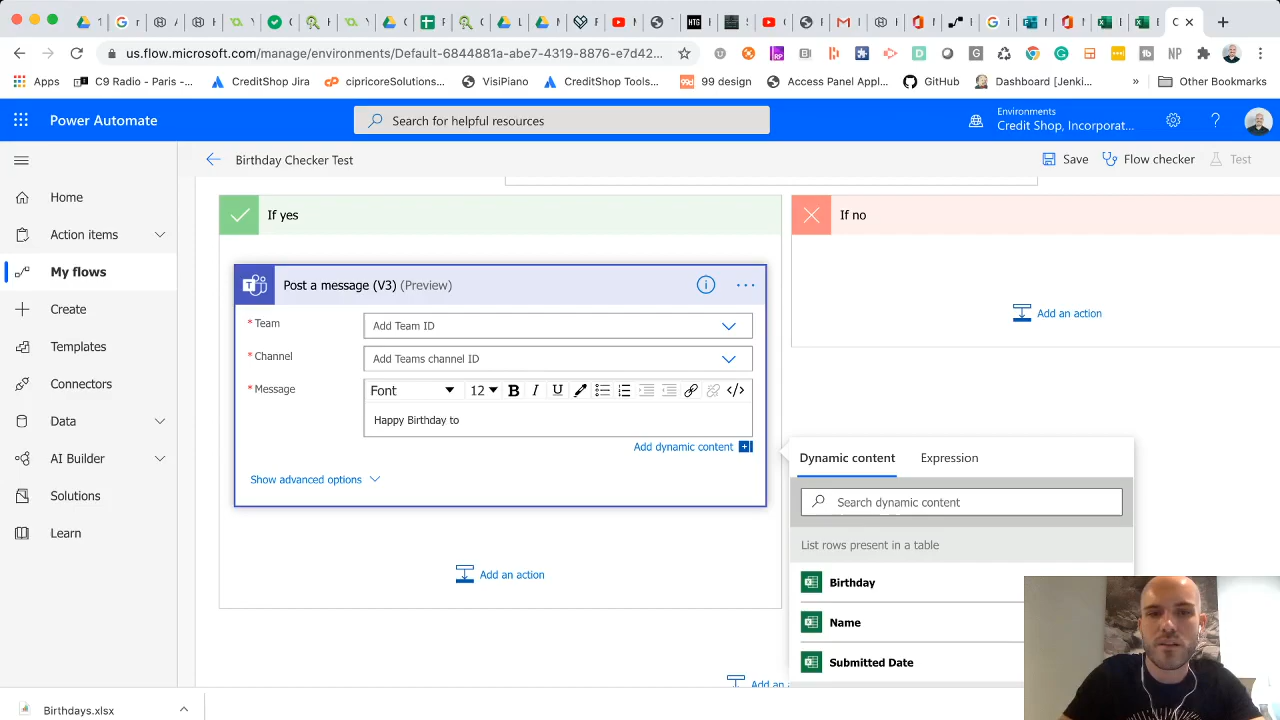 us.flow.microsoft.com/manage/environments/Default-6844881a-abe7-4319-8876-e7d42...
Apps
C9 Radio - Paris -...
CreditShop Jira
cipricoreSolutions...
VisiPiano
CreditShop Tools...
99 design
Access Panel Appl...
GitHub
Dashboard [Jenki...
»
Other Bookmarks
Power Automate
Search for helpful resources
Environments
Credit Shop, Incorporat...
?
Birthday Checker Test
Save
Flow checker
Test
Home
Action items
My flows
Create
Templates
Connectors
Data
AI Builder
Solutions
Learn
If yes
If no
Post a message (V3) (Preview)
* Team
Add Team ID
* Channel
Add Teams channel ID
* Message
Font
12
B
I
U
</>
Happy Birthday to
Add dynamic content
Show advanced options
Add an action
Add an action
Dynamic content
Expression
Search dynamic content
List rows present in a table
Birthday
Name
Submitted Date
Add an
Birthdays.xlsx